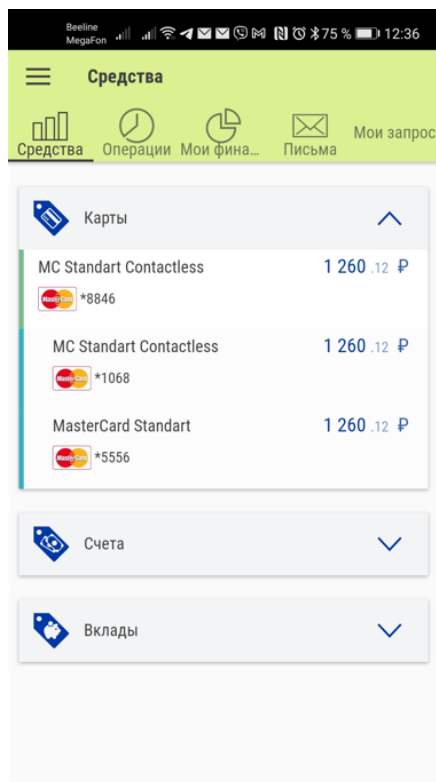 Beeline
MegaFon
75 % 12:36
Средства
Средства Операции Мои фина... Письма Мои запрос
Карты
MC Standart Contactless 1 260 .12 ₽
MasterCard *8846
MC Standart Contactless 1 260 .12 ₽
MasterCard *1068
MasterCard Standart 1 260 .12 ₽
MasterCard *5556
Счета
Вклады